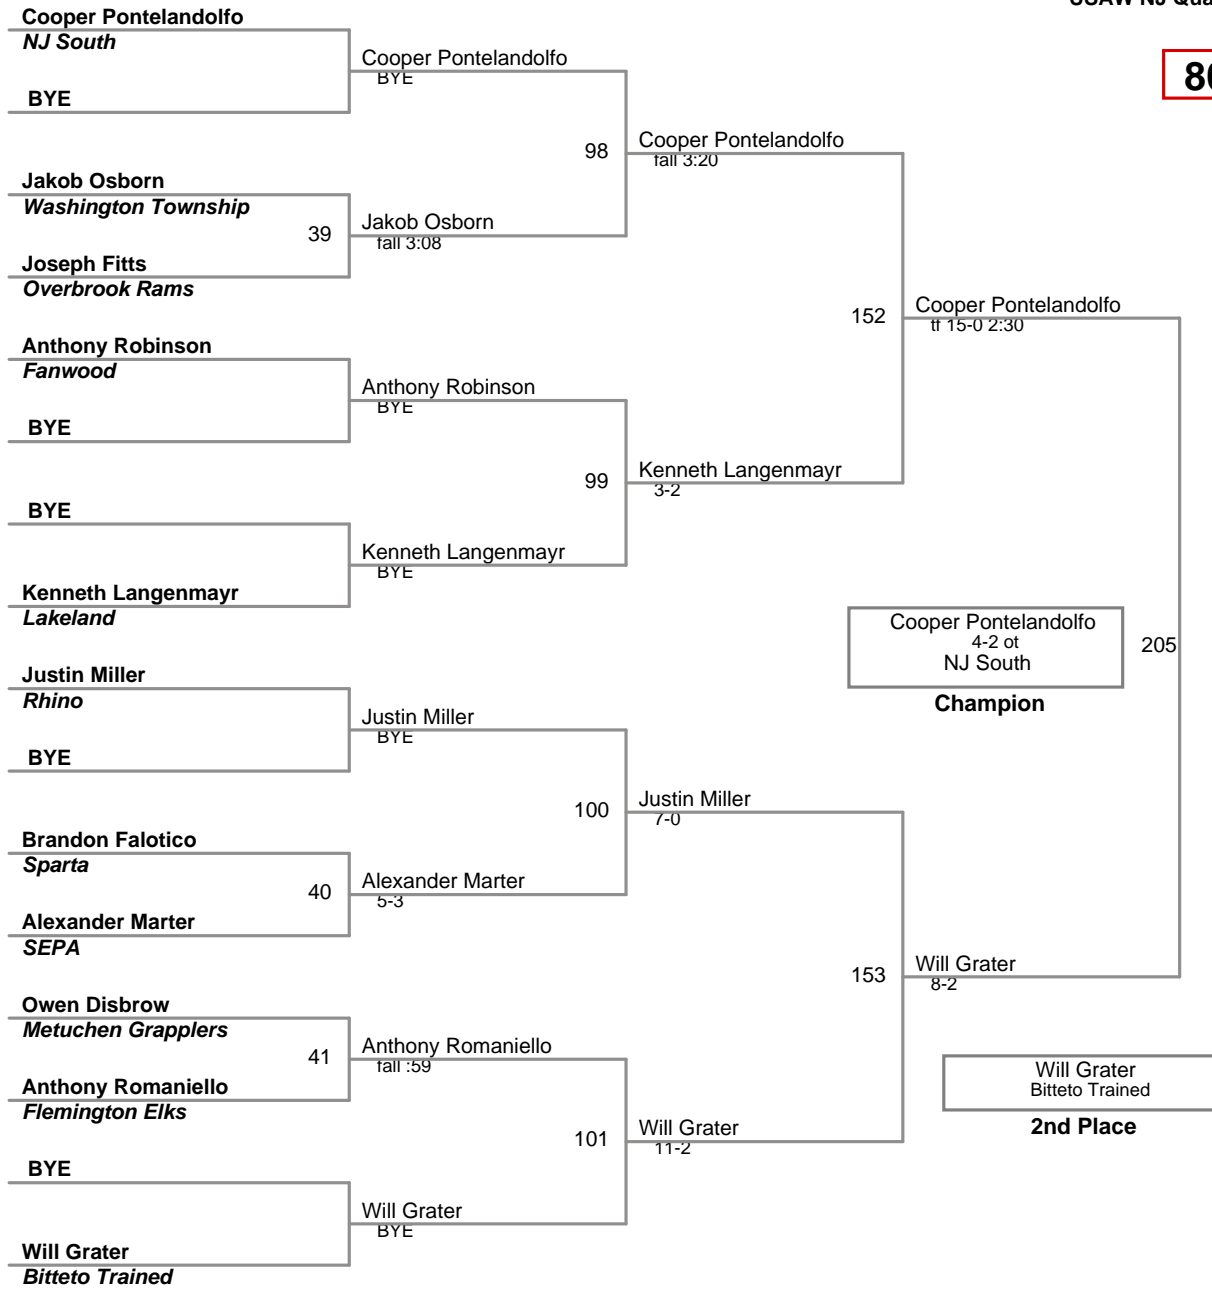 Cooper Pontelandolfo
NJ South
BYE
Jakob Osborn
Washington Township
39
Joseph Fitts
Overbrook Rams
Anthony Robinson
Fanwood
BYE
BYE
Kenneth Langenmayr
Lakeland
Justin Miller
Rhino
BYE
Brandon Falotico
Sparta
40
Alexander Marter
SEPA
Owen Disbrow
Metuchen Grapplers
41
Anthony Romaniello
Flemington Elks
BYE
Will Grater
Bitteto Trained
Cooper Pontelandolfo
BYE
98
Jakob Osborn
fall 3:08
Anthony Robinson
BYE
99
Kenneth Langenmayr
BYE
Justin Miller
BYE
100
Alexander Marter
5-3
Anthony Romaniello
fall :59
101
Will Grater
BYE
Cooper Pontelandolfo
fall 3:20
152
Kenneth Langenmayr
3-2
Justin Miller
7-0
153
Will Grater
11-2
Cooper Pontelandolfo
tf 15-0 2:30
205
Will Grater
8-2
Cooper Pontelandolfo
4-2 ot
NJ South
Champion
Will Grater
Bitteto Trained
2nd Place